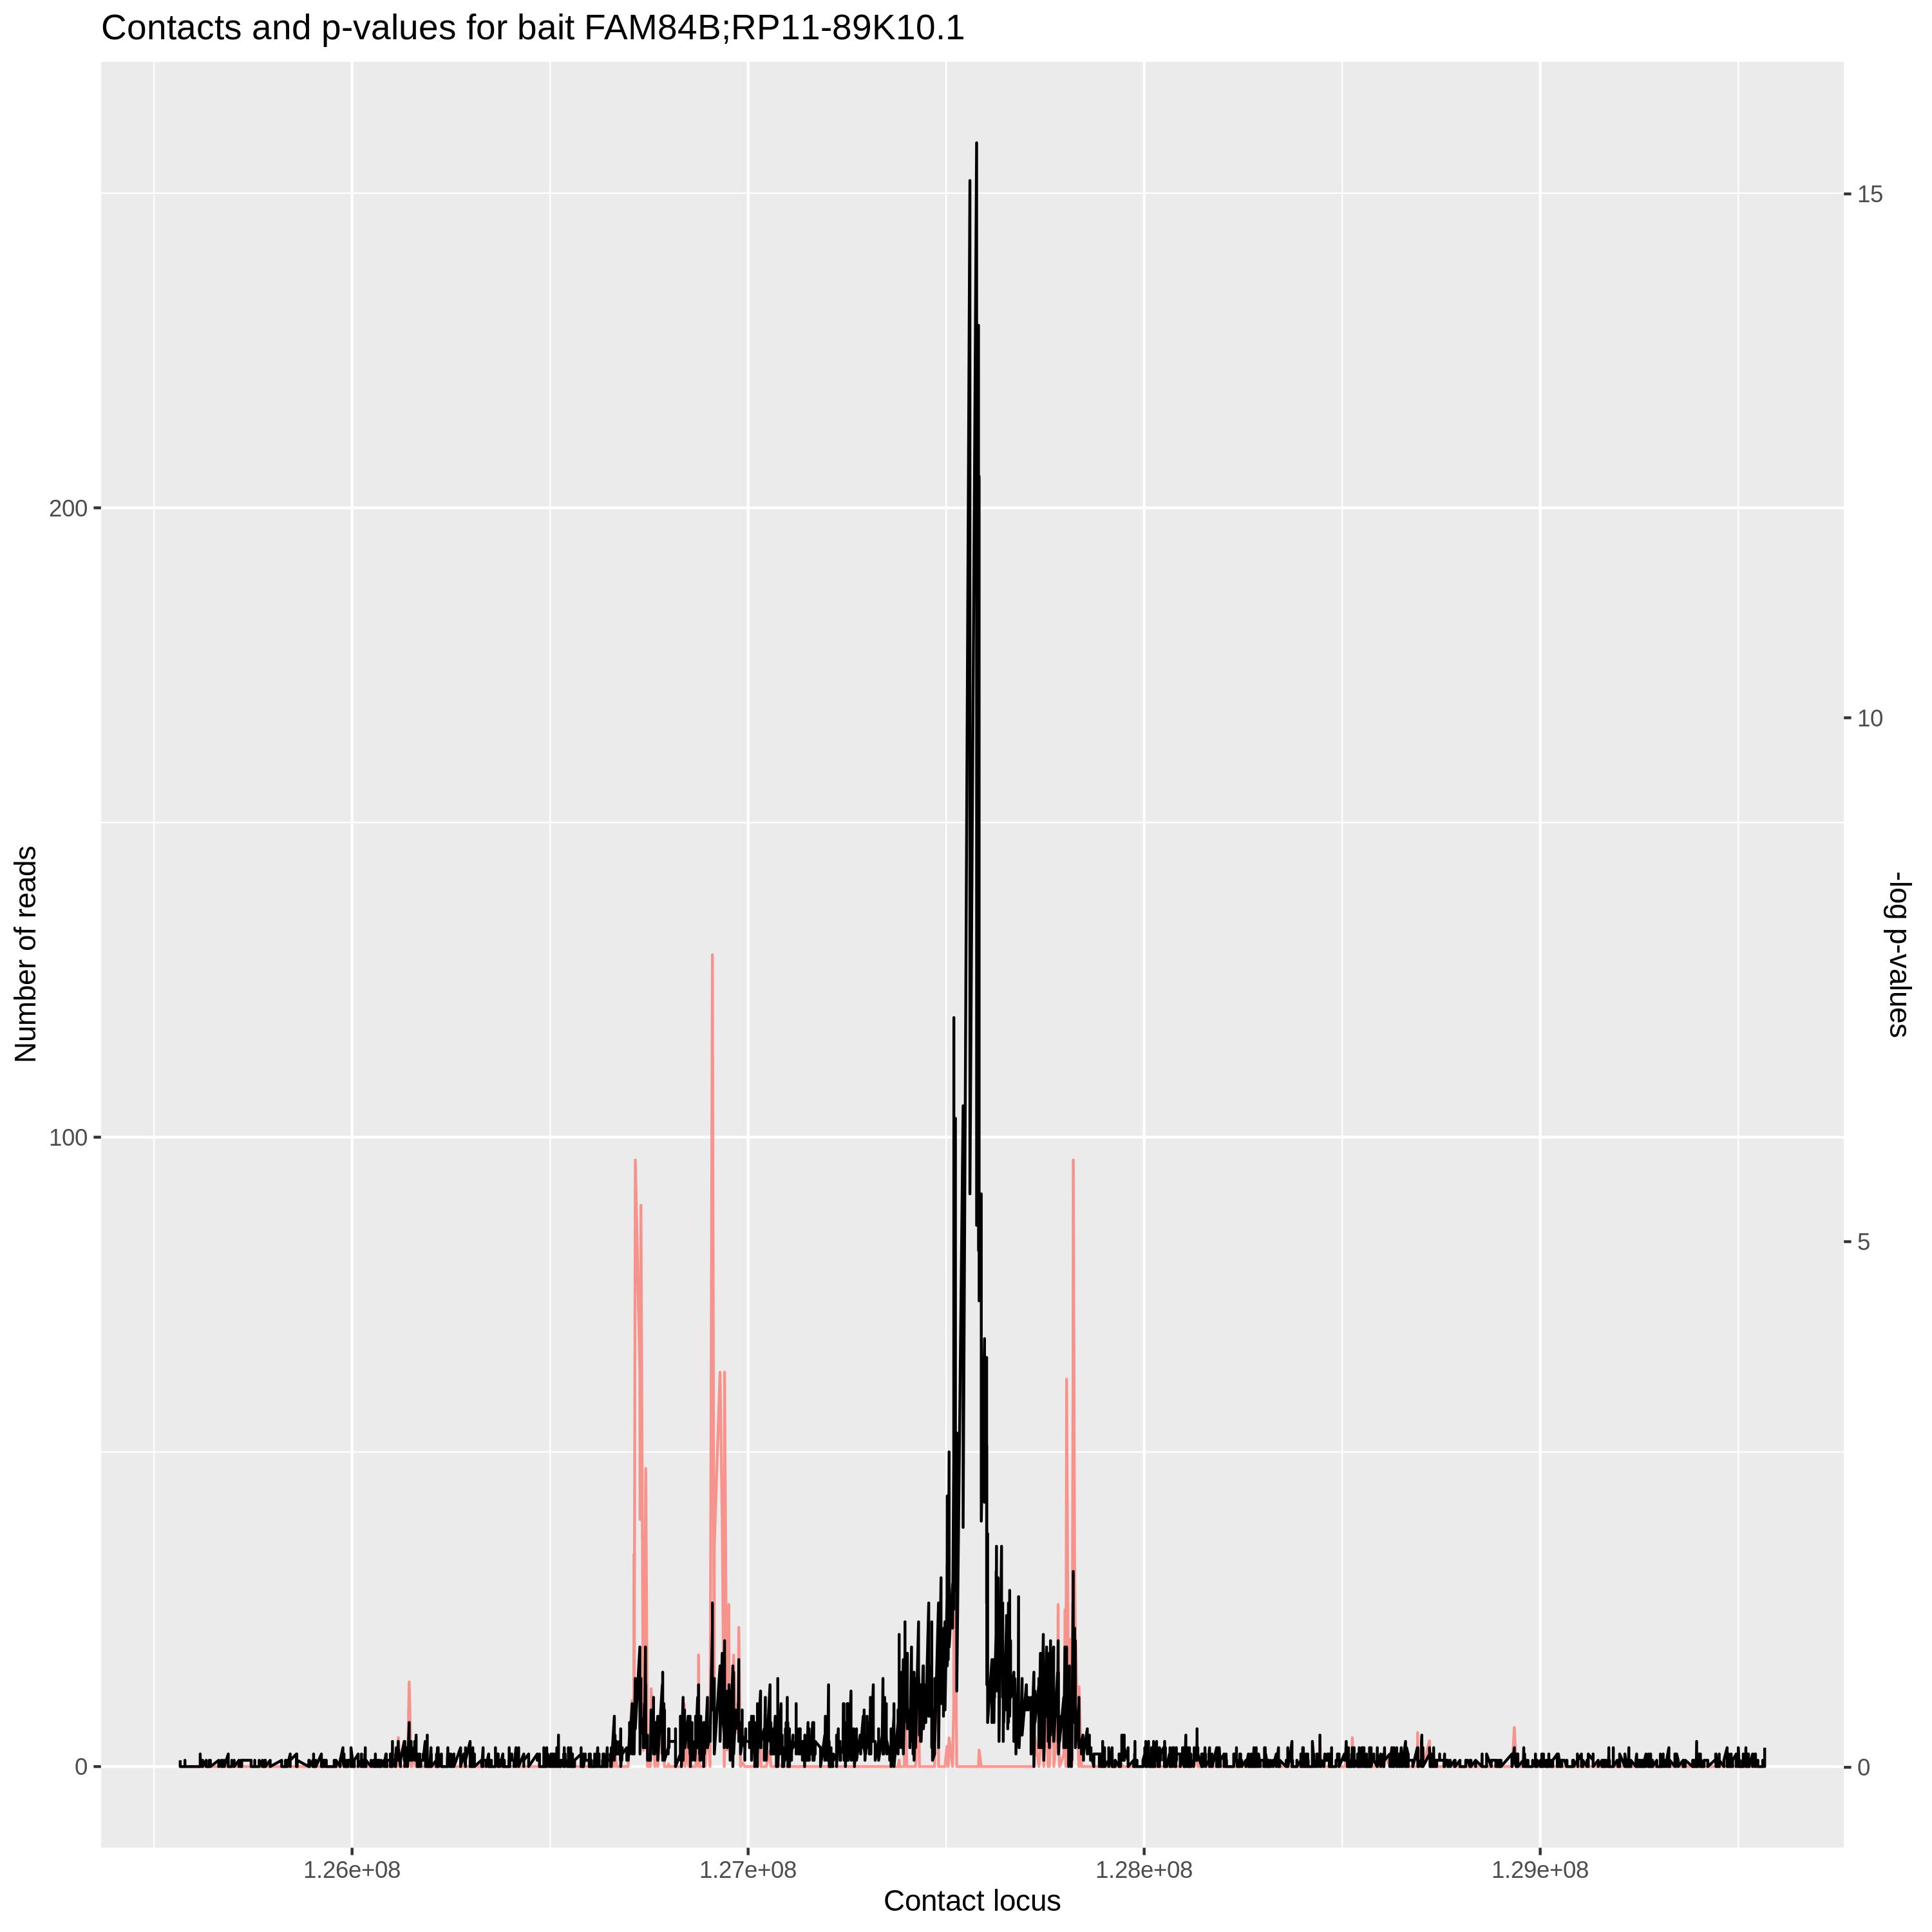 Contacts and p-values for bait FAM84B;RP11-89K10.1
Number of reads
200
100
0
15
10
5
0
-log p-values
1.26e+08
1.27e+08
1.28e+08
1.29e+08
Contact locus